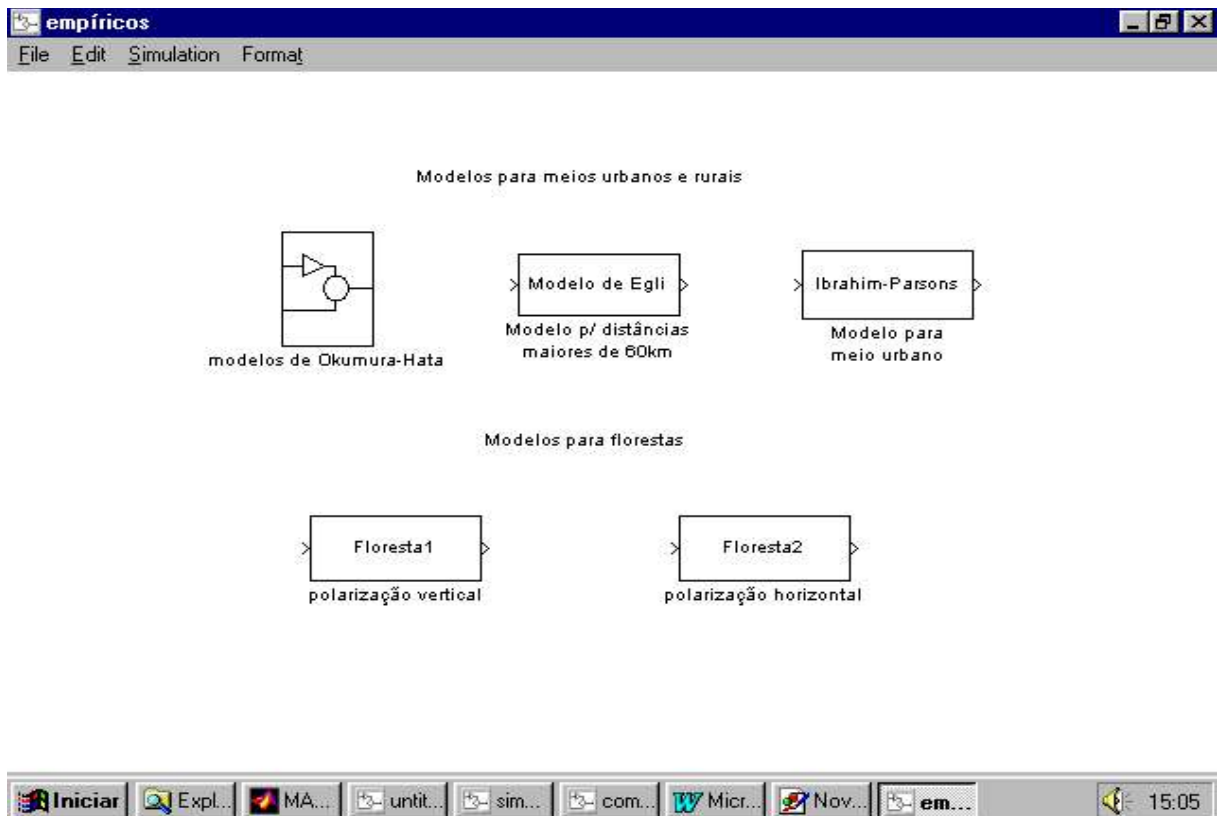 empíricos
File Edit Simulation Format
Modelos para meios urbanos e rurais
modelos de Okumura-Hata
Modelo de Egli
Modelo p/ distâncias
maiores de 60km
Ibrahim-Parsons
Modelo para
meio urbano
Modelos para florestas
Floresta1
polarização vertical
Floresta2
polarização horizontal
Iniciar Expl... MA... untit... sim... com... Micr... Nov... em... 15:05